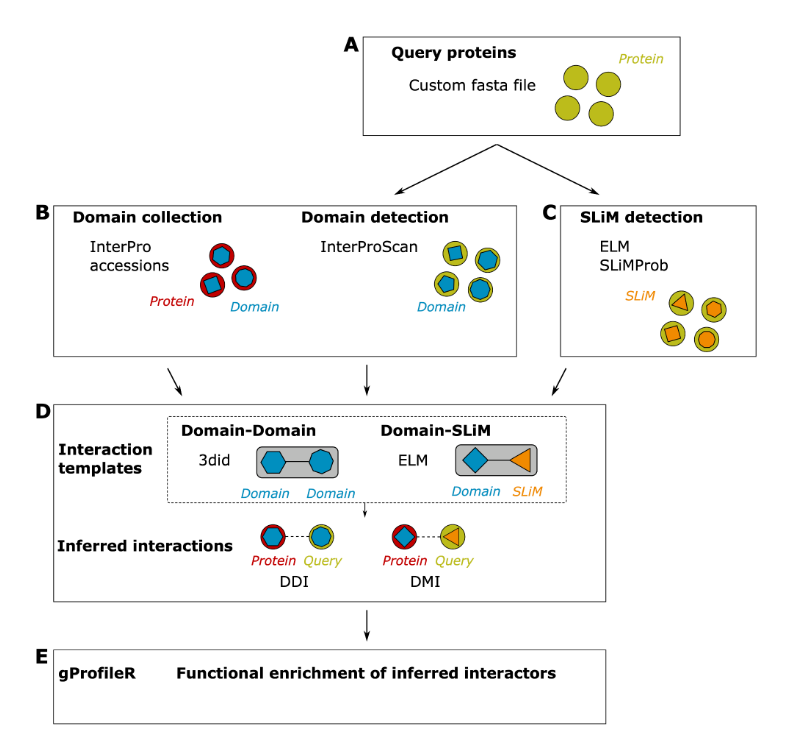 A
Query proteins
Protein
Custom fasta file
B
Domain collection
Domain detection
InterPro
accessions
InterProScan
Protein
Domain
Domain
C
SLiM detection
ELM
SLiMProb
SLiM
D
Interaction
templates
Domain-Domain
Domain-SLiM
3did
ELM
Domain
Domain
Domain
SLiM
Inferred interactions
Protein
Query
Protein
Query
DDI
DMI
E
gProfileR
Functional enrichment of inferred interactors